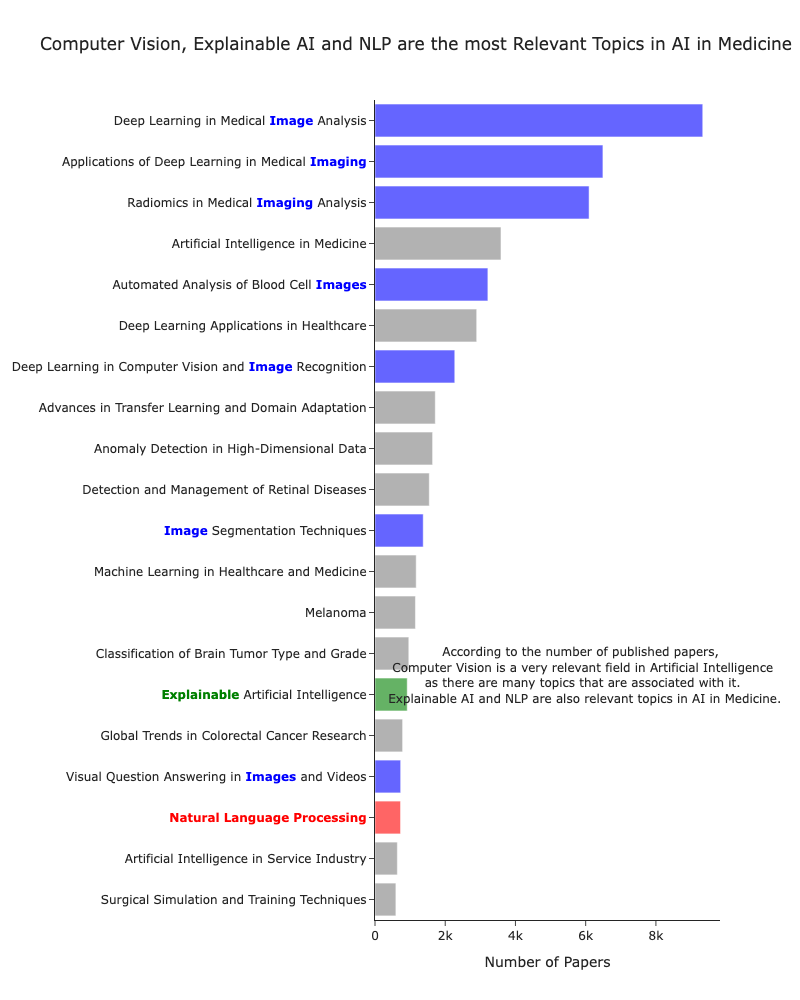 Computer Vision, Explainable AI and NLP are the most Relevant Topics in AI in Medicine
Deep Learning in Medical Image Analysis
Applications of Deep Learning in Medical Imaging
Radiomics in Medical Imaging Analysis
Artificial Intelligence in Medicine
Automated Analysis of Blood Cell Images
Deep Learning Applications in Healthcare
Deep Learning in Computer Vision and Image Recognition
Advances in Transfer Learning and Domain Adaptation
Anomaly Detection in High-Dimensional Data
Detection and Management of Retinal Diseases
Image Segmentation Techniques
Machine Learning in Healthcare and Medicine
Melanoma
Classification of Brain Tumor Type and Grade
Explainable Artificial Intelligence
Global Trends in Colorectal Cancer Research
Visual Question Answering in Images and Videos
Natural Language Processing
Artificial Intelligence in Service Industry
Surgical Simulation and Training Techniques
According to the number of published papers,
Computer Vision is a very relevant field in Artificial Intelligence
as there are many topics that are associated with it.
Explainable AI and NLP are also relevant topics in AI in Medicine.
0 2k 4k 6k 8k
Number of Papers